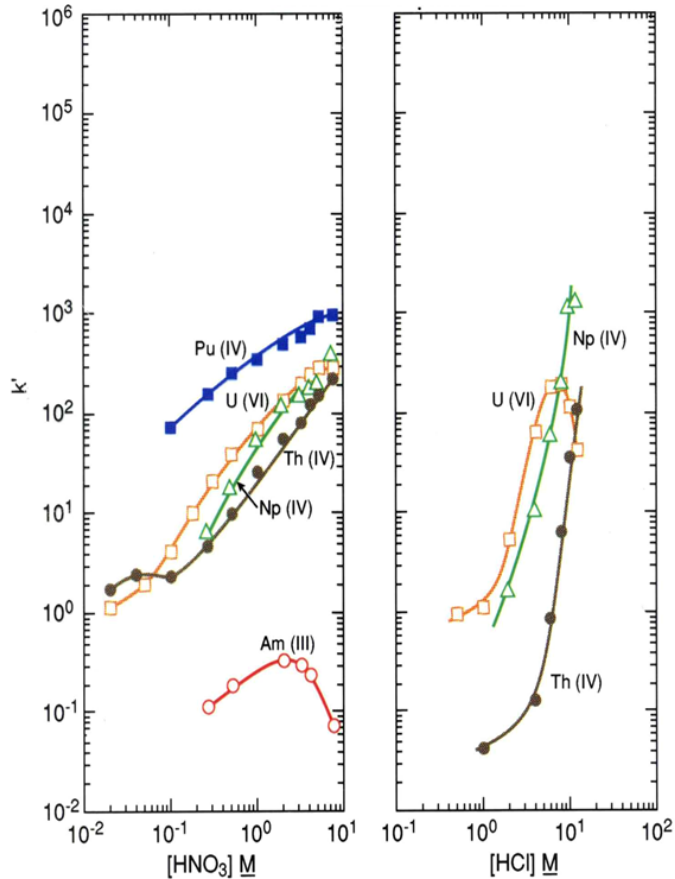 10^6
10^5
10^4
10^3
10^2
10^1
10^0
10^-1
10^-2
k'
Pu (IV)
U (VI)
Th (IV)
Np (IV)
Am (III)
10^-2 10^-1 10^0 10^1
[HNO3] M
Np (IV)
U (VI)
Th (IV)
10^-1 10^0 10^1 10^2
[HCl] M